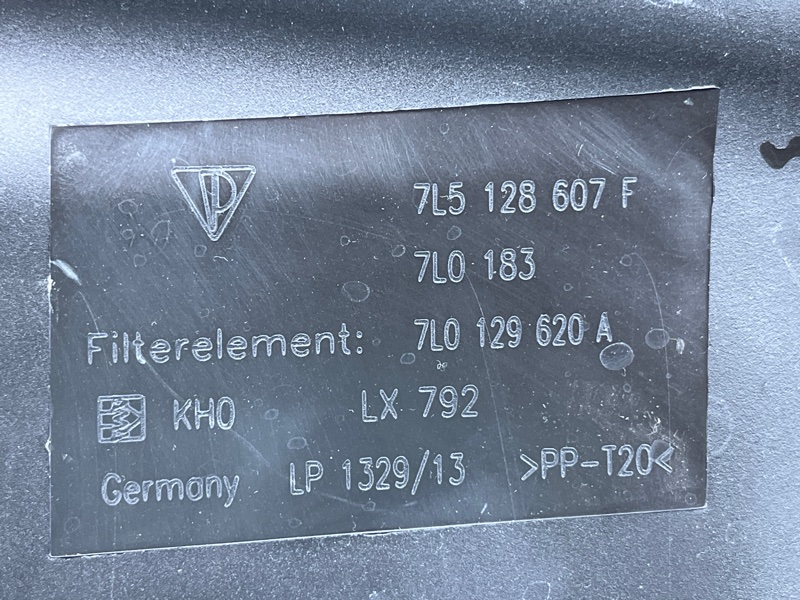 7L5 128 607 F
7L0 183
Filterelement: 7L0 129 620 A
KHO LX 792
Germany LP 1329/13 >PP-T20<